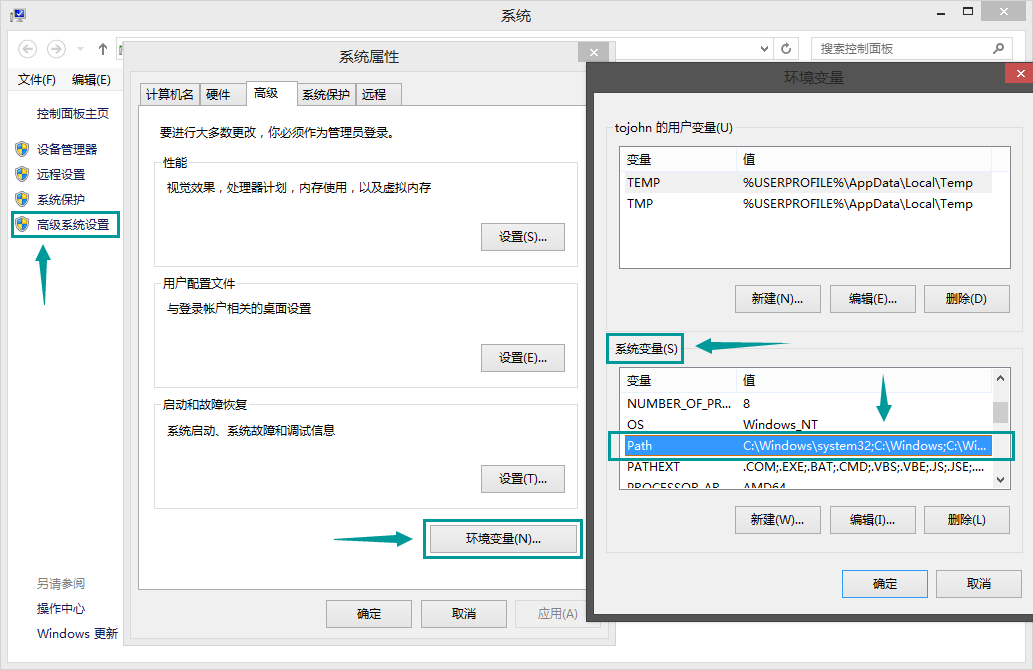 系统
搜索控制面板
文件(F) 编辑(E)
控制面板主页
设备管理器
远程设置
系统保护
高级系统设置
另请参阅
操作中心
Windows 更新
系统属性
计算机名 硬件 高级 系统保护 远程
要进行大多数更改，你必须作为管理员登录。
性能
视觉效果，处理器计划，内存使用，以及虚拟内存
设置(S)...
用户配置文件
与登录帐户相关的桌面设置
设置(E)...
启动和故障恢复
系统启动、系统故障和调试信息
设置(T)...
环境变量(N)...
确定 取消 应用(A)
环境变量
tojohn 的用户变量(U)
变量 值
TEMP %USERPROFILE%\AppData\Local\Temp
TMP %USERPROFILE%\AppData\Local\Temp
新建(N)... 编辑(E)... 删除(D)
系统变量(S)
变量 值
NUMBER_OF_PR... 8
OS Windows_NT
Path C:\Windows\system32;C:\Windows;C:\Wi...
PATHEXT .COM;.EXE;.BAT;.CMD;.VBS;.VBE;.JS;.JSE;....
PROCESSOR_AR... AMD64
新建(W)... 编辑(I)... 删除(L)
确定 取消